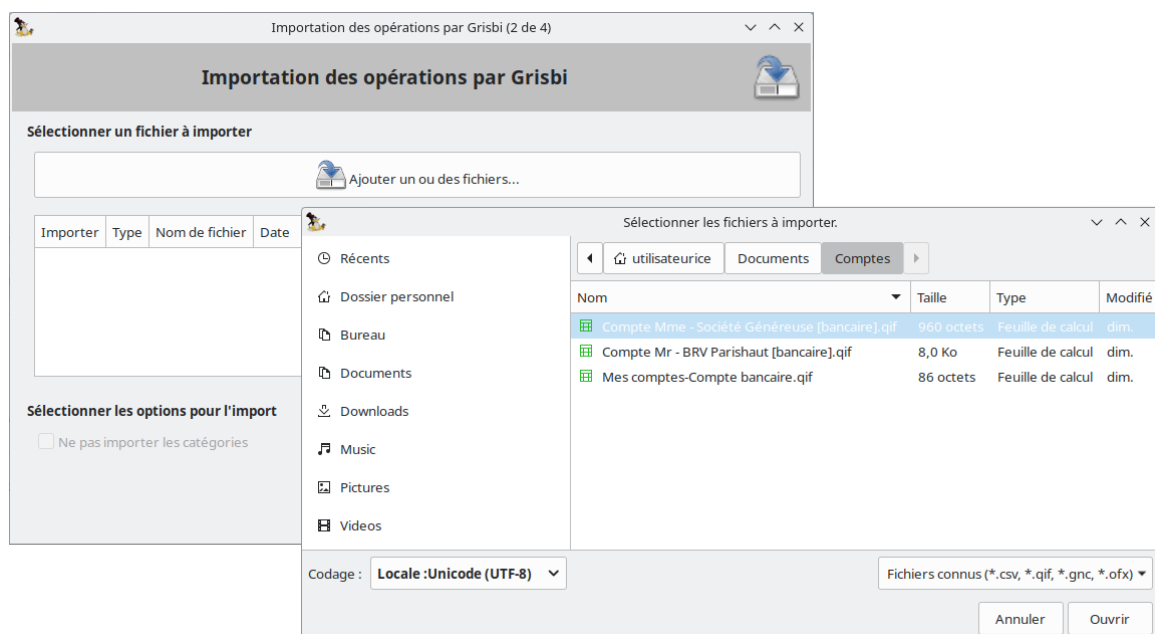 Importation des opérations par Grisbi (2 de 4)
Importation des opérations par Grisbi
Sélectionner un fichier à importer
Ajouter un ou des fichiers...
Importer Type Nom de fichier Date
Sélectionner les options pour l'import
Ne pas importer les catégories
Sélectionner les fichiers à importer.
Récents
Dossier personnel
Bureau
Documents
Downloads
Music
Pictures
Videos
utilisateurice Documents Comptes
Nom Taille Type Modifié
Compte Mme - Société Généreuse [bancaire].qif 960 octets Feuille de calcul dim.
Compte Mr - BRV Parishaut [bancaire].qif 8,0 Ko Feuille de calcul dim.
Mes comptes-Compte bancaire.qif 86 octets Feuille de calcul dim.
Codage : Locale :Unicode (UTF-8) Fichiers connus (*.csv, *.qif, *.gnc, *.ofx)
Annuler Ouvrir